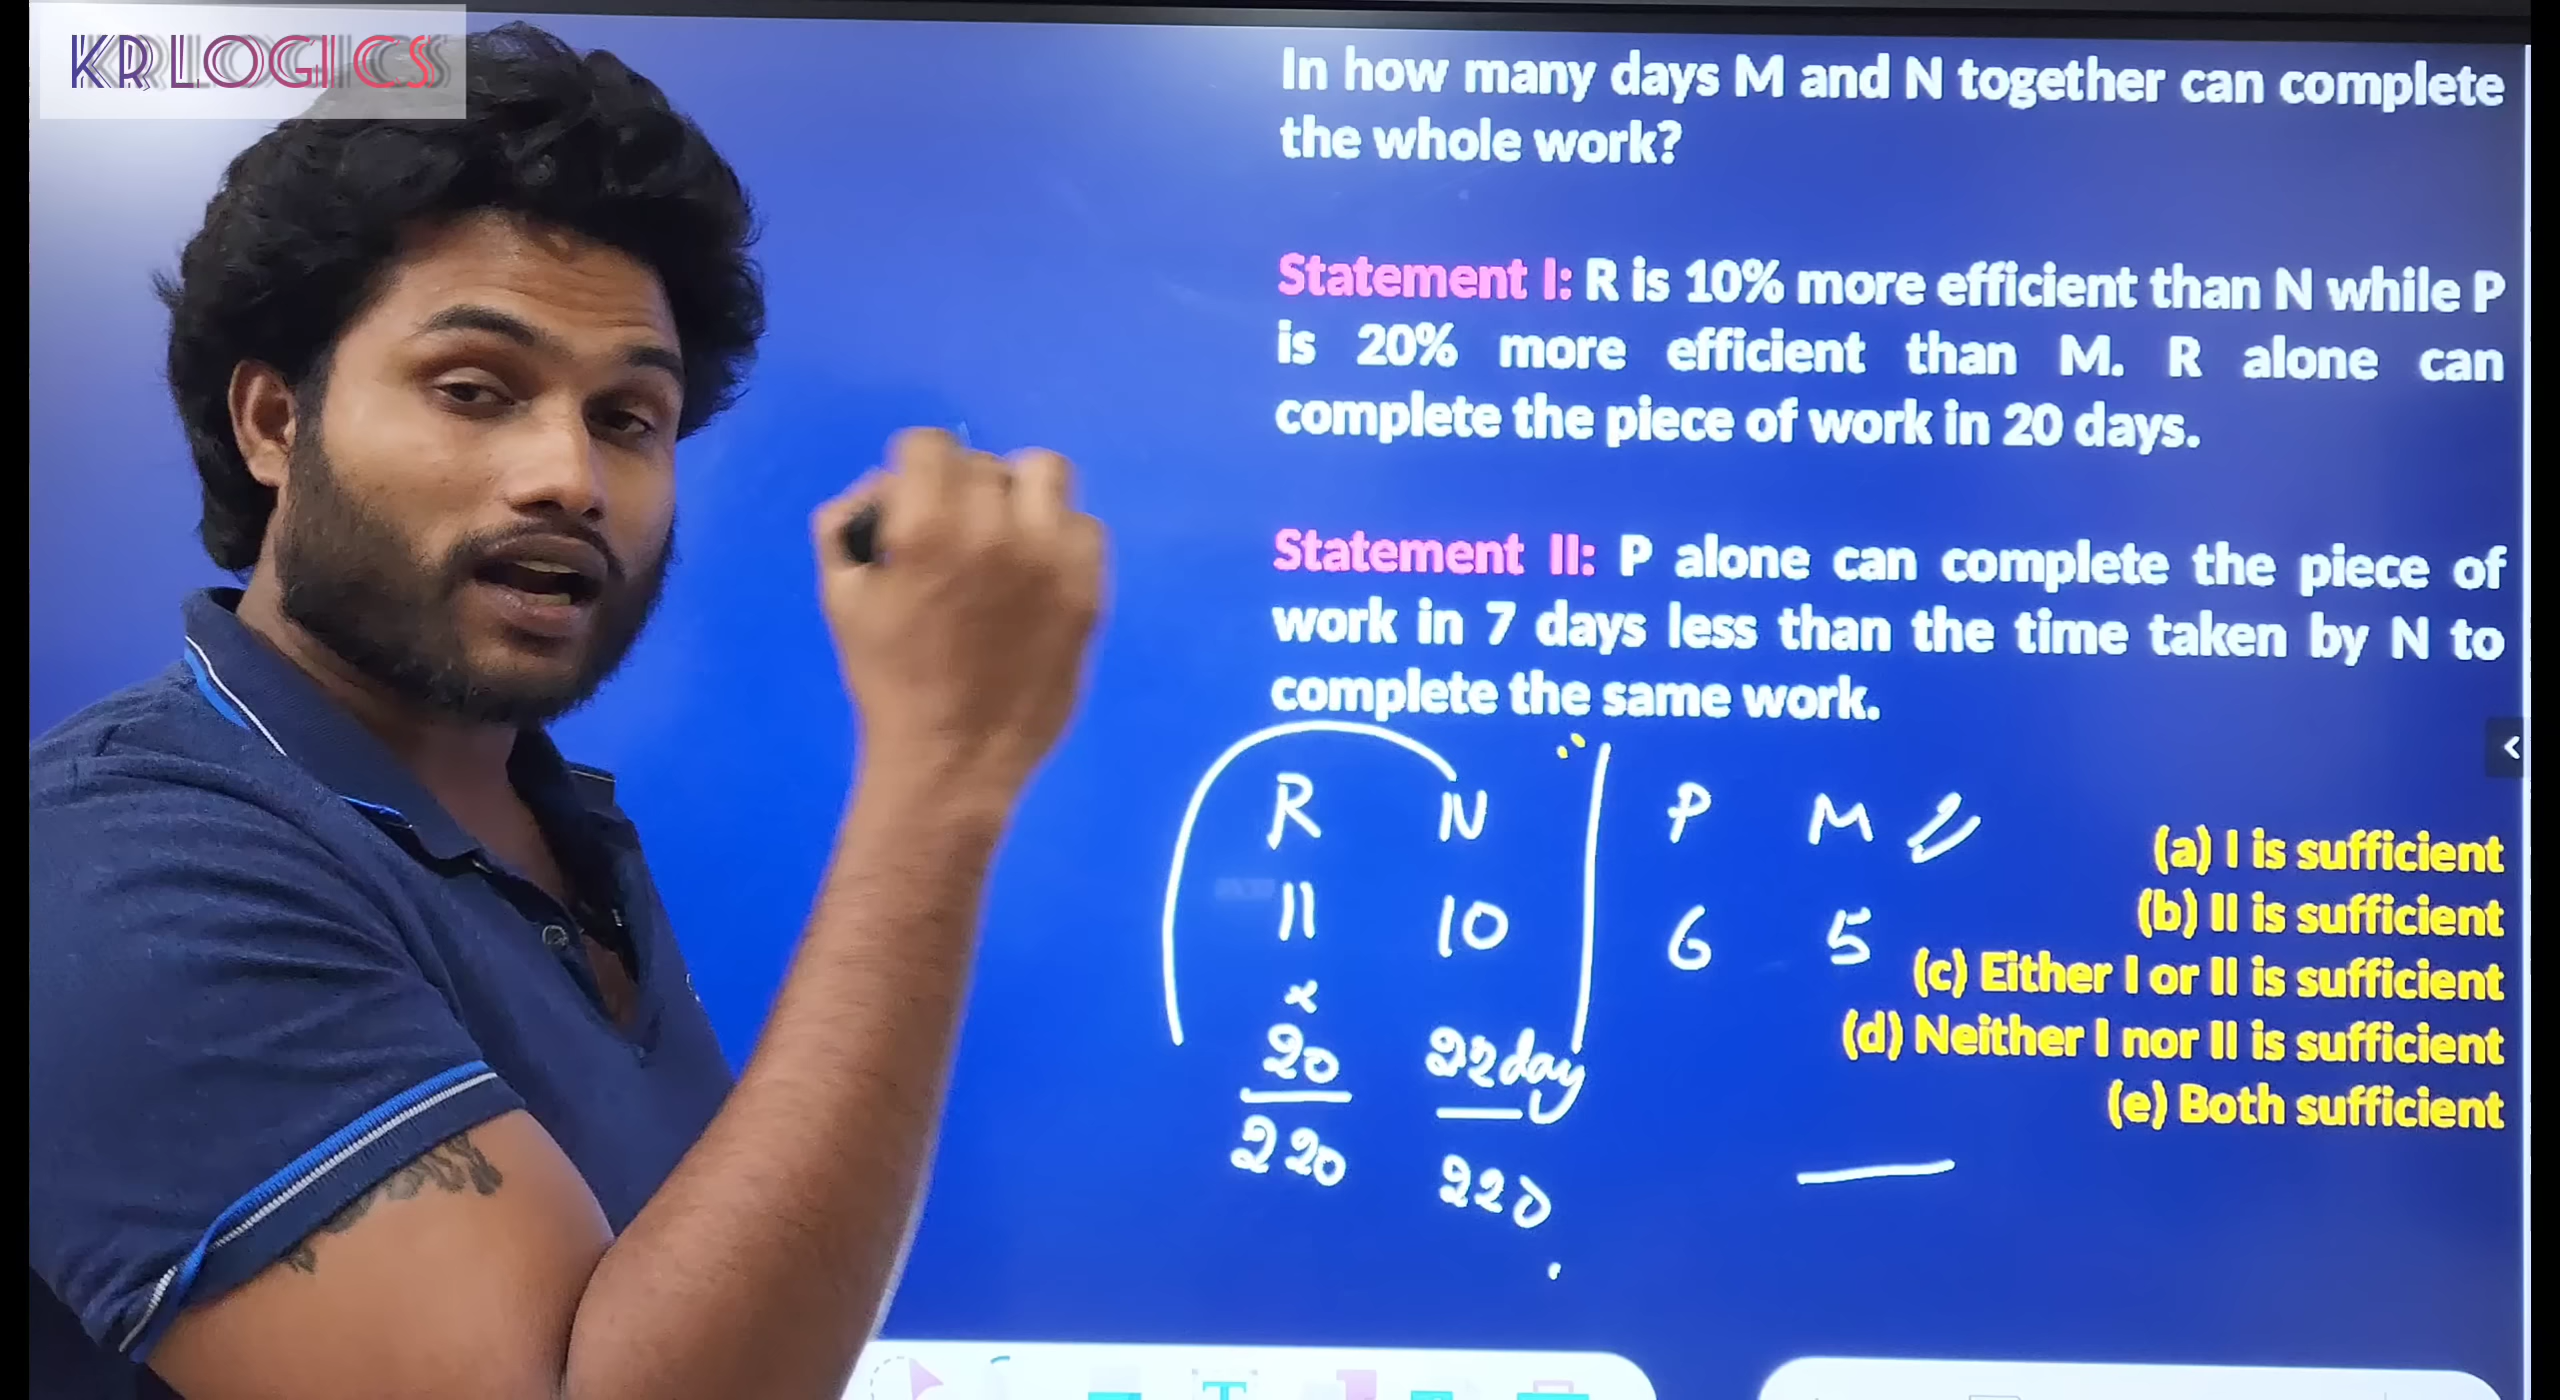 KR LOGICS
In how many days M and N together can complete
the whole work?
Statement I: R is 10% more efficient than N while P
is 20% more efficient than M. R alone can
complete the piece of work in 20 days.
Statement II: P alone can complete the piece of
work in 7 days less than the time taken by N to
complete the same work.
R N P M
11 10 6 5
×
20 22day
220 220
(a) I is sufficient
(b) II is sufficient
(c) Either I or II is sufficient
(d) Neither I nor II is sufficient
(e) Both sufficient